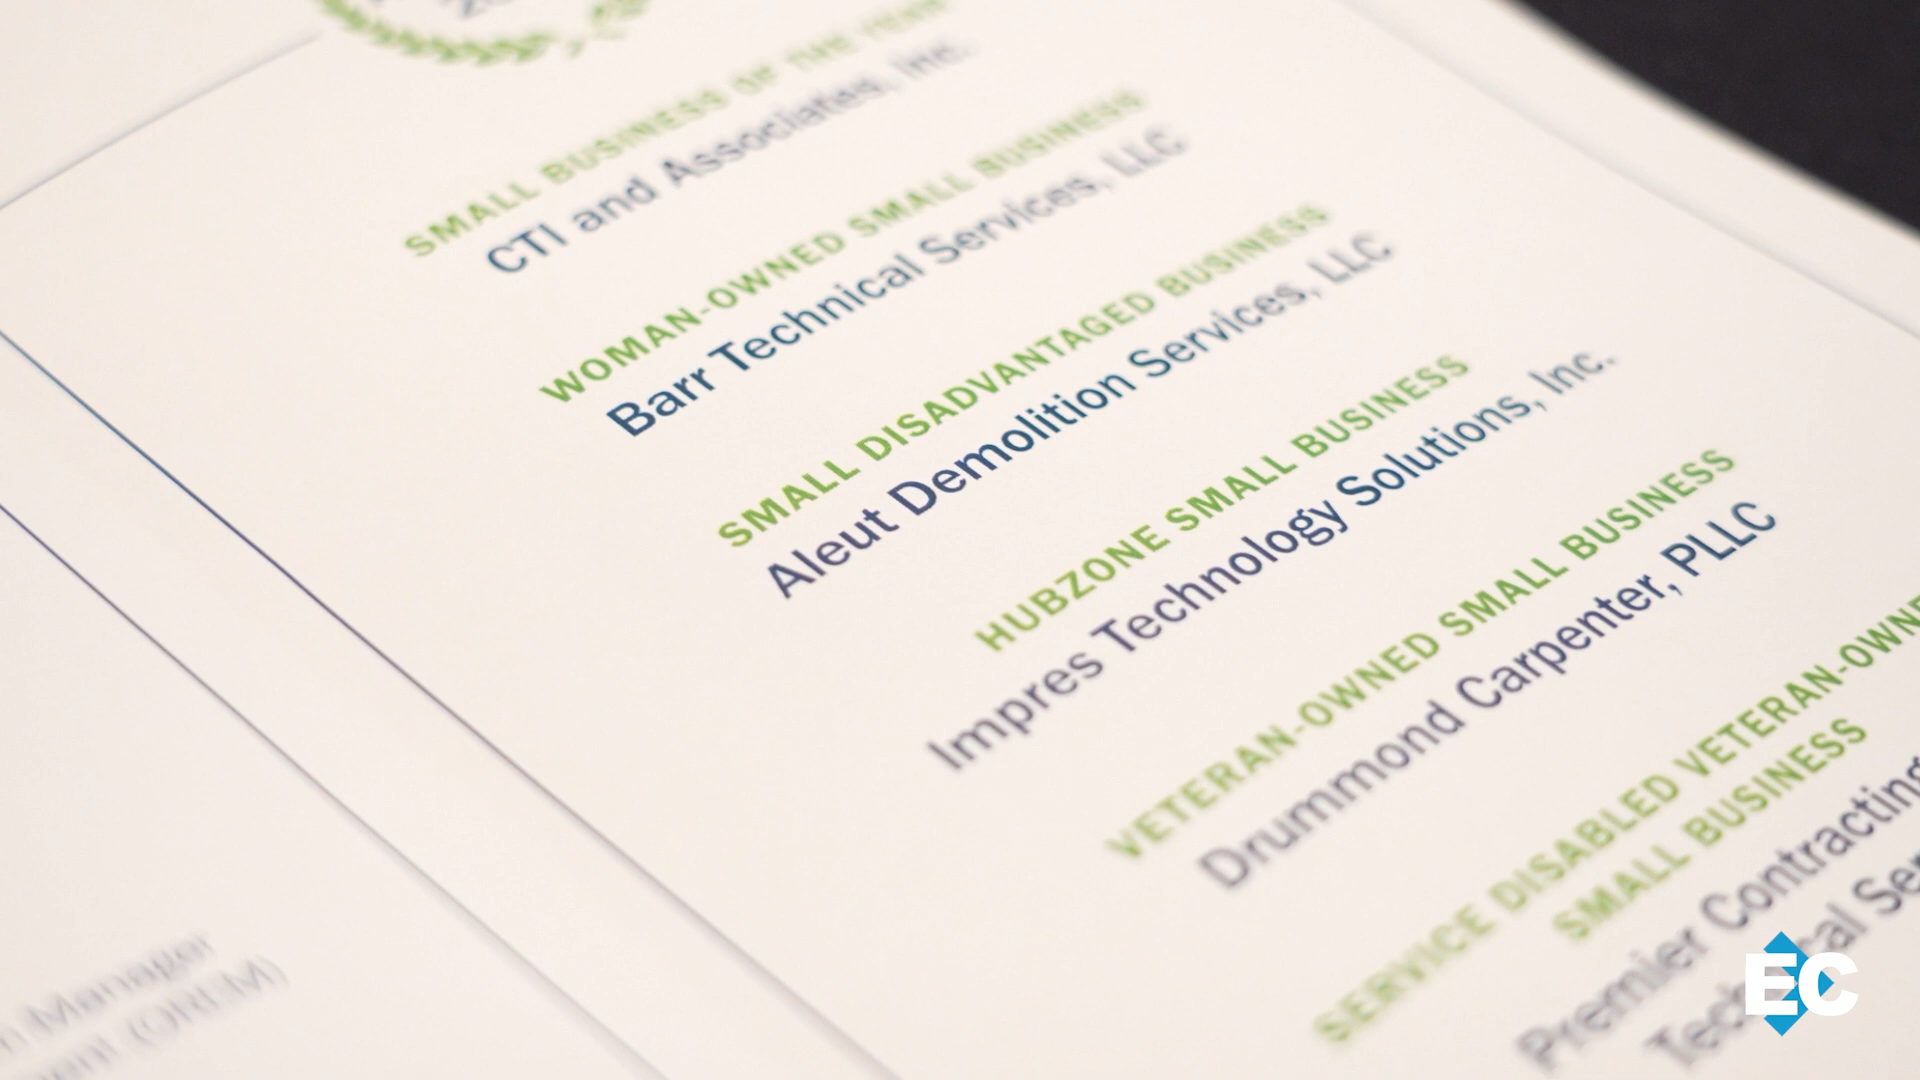 SMALL BUSINESS OF THE YEAR
CTI and Associates, Inc.
WOMAN-OWNED SMALL BUSINESS
Barr Technical Services, LLC
SMALL DISADVANTAGED BUSINESS
Aleut Demolition Services, LLC
HUBZONE SMALL BUSINESS
Impres Technology Solutions, Inc.
VETERAN-OWNED SMALL BUSINESS
Drummond Carpenter, PLLC
SERVICE DISABLED VETERAN-OWNE
SMALL BUSINESS
Premier Contracting
Manager
(OREM)
EC